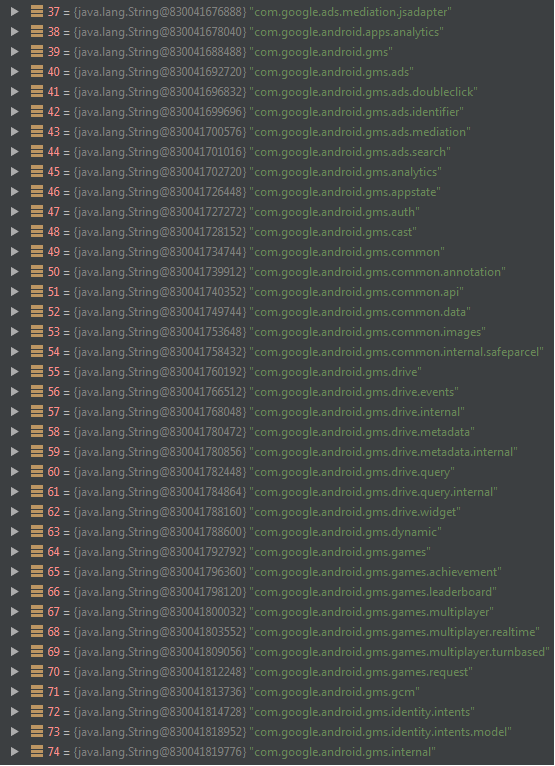 37 = {java.lang.String@830041676888} "com.google.ads.mediation.jsadapter"
38 = {java.lang.String@830041678040} "com.google.android.apps.analytics"
39 = {java.lang.String@830041688488} "com.google.android.gms"
40 = {java.lang.String@830041692720} "com.google.android.gms.ads"
41 = {java.lang.String@830041696832} "com.google.android.gms.ads.doubleclick"
42 = {java.lang.String@830041699696} "com.google.android.gms.ads.identifier"
43 = {java.lang.String@830041700576} "com.google.android.gms.ads.mediation"
44 = {java.lang.String@830041701016} "com.google.android.gms.ads.search"
45 = {java.lang.String@830041702720} "com.google.android.gms.analytics"
46 = {java.lang.String@830041726448} "com.google.android.gms.appstate"
47 = {java.lang.String@830041727272} "com.google.android.gms.auth"
48 = {java.lang.String@830041728152} "com.google.android.gms.cast"
49 = {java.lang.String@830041734744} "com.google.android.gms.common"
50 = {java.lang.String@830041739912} "com.google.android.gms.common.annotation"
51 = {java.lang.String@830041740352} "com.google.android.gms.common.api"
52 = {java.lang.String@830041749744} "com.google.android.gms.common.data"
53 = {java.lang.String@830041753648} "com.google.android.gms.common.images"
54 = {java.lang.String@830041758432} "com.google.android.gms.common.internal.safeparcel"
55 = {java.lang.String@830041760192} "com.google.android.gms.drive"
56 = {java.lang.String@830041766512} "com.google.android.gms.drive.events"
57 = {java.lang.String@830041768048} "com.google.android.gms.drive.internal"
58 = {java.lang.String@830041780472} "com.google.android.gms.drive.metadata"
59 = {java.lang.String@830041780856} "com.google.android.gms.drive.metadata.internal"
60 = {java.lang.String@830041782448} "com.google.android.gms.drive.query"
61 = {java.lang.String@830041784864} "com.google.android.gms.drive.query.internal"
62 = {java.lang.String@830041788160} "com.google.android.gms.drive.widget"
63 = {java.lang.String@830041788600} "com.google.android.gms.dynamic"
64 = {java.lang.String@830041792792} "com.google.android.gms.games"
65 = {java.lang.String@830041796360} "com.google.android.gms.games.achievement"
66 = {java.lang.String@830041798120} "com.google.android.gms.games.leaderboard"
67 = {java.lang.String@830041800032} "com.google.android.gms.games.multiplayer"
68 = {java.lang.String@830041803552} "com.google.android.gms.games.multiplayer.realtime"
69 = {java.lang.String@830041809056} "com.google.android.gms.games.multiplayer.turnbased"
70 = {java.lang.String@830041812248} "com.google.android.gms.games.request"
71 = {java.lang.String@830041813736} "com.google.android.gms.gcm"
72 = {java.lang.String@830041814728} "com.google.android.gms.identity.intents"
73 = {java.lang.String@830041818952} "com.google.android.gms.identity.intents.model"
74 = {java.lang.String@830041819776} "com.google.android.gms.internal"